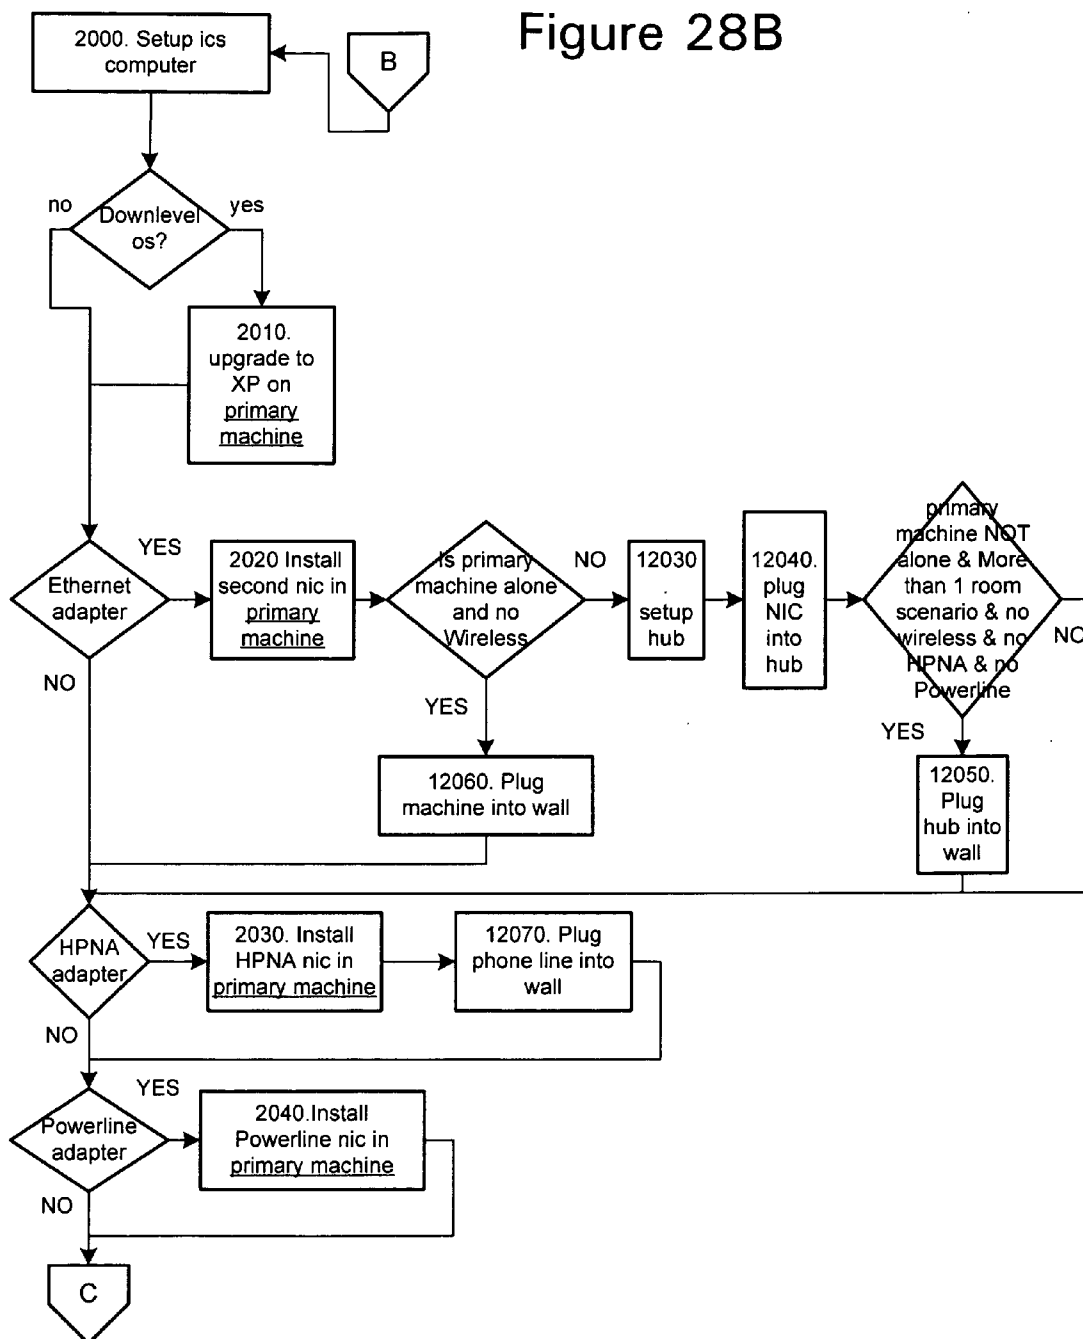 Figure 28B
2000. Setup ics
computer
B
no
yes
Downlevel
os?
2010.
upgrade to
XP on
primary
machine
Ethernet
adapter
YES
NO
2020 Install
second nic in
primary
machine
Is primary
machine alone
and no
Wireless
NO
YES
12030
.
setup
hub
12040.
plug
NIC
into
hub
primary
machine NOT
alone & More
than 1 room
scenario & no
wireless & no
HPNA & no
Powerline
NO
YES
12060. Plug
machine into wall
12050.
Plug
hub into
wall
HPNA
adapter
YES
NO
2030. Install
HPNA nic in
primary machine
12070. Plug
phone line into
wall
Powerline
adapter
YES
NO
2040.Install
Powerline nic in
primary machine
C